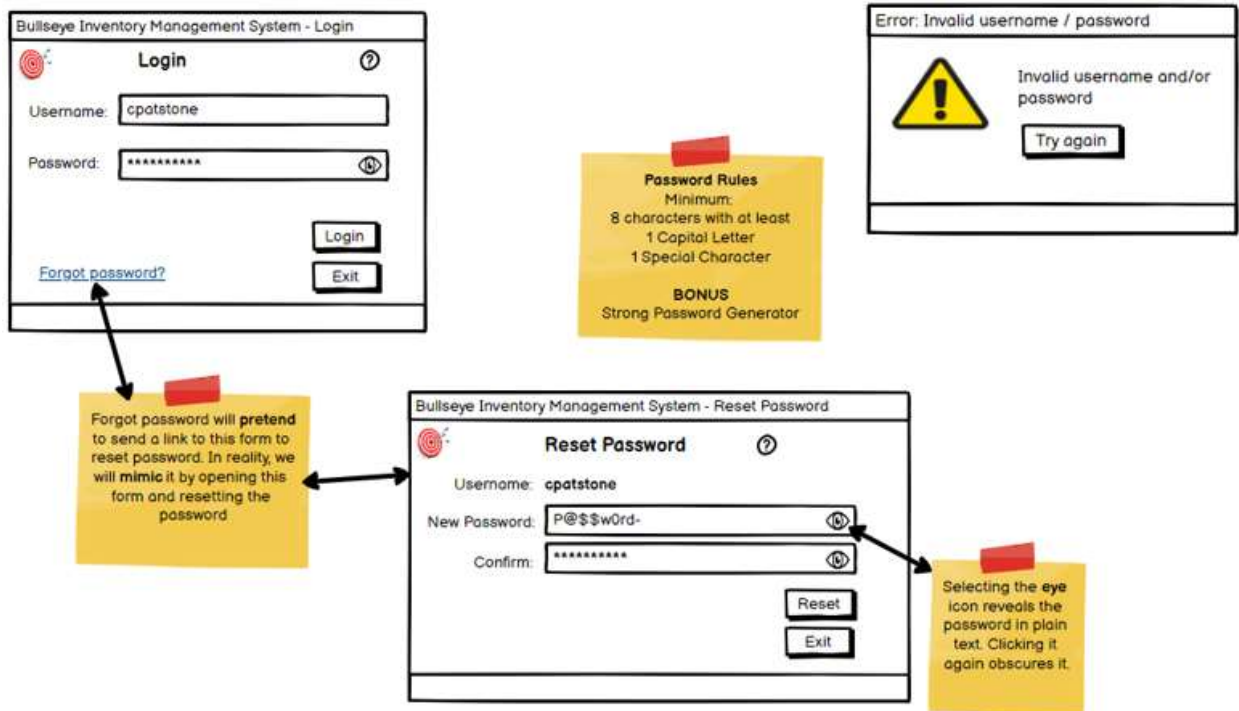 Bullseye Inventory Management System - Login
Login
Username:
cpatstone
Password:
**********
Login
Forgot password?
Exit
Error: Invalid username / password
Invalid username and/or
password
Try again
Password Rules
Minimum:
8 characters with at least
1 Capital Letter
1 Special Character
BONUS
Strong Password Generator
Forgot password will pretend
to send a link to this form to
reset password. In reality, we
will mimic it by opening this
form and resetting the
password
Bullseye Inventory Management System - Reset Password
Reset Password
Username: cpatstone
New Password: P@$$w0rd-
Confirm: **********
Reset
Exit
Selecting the eye
icon reveals the
password in plain
text. Clicking it
again obscures it.